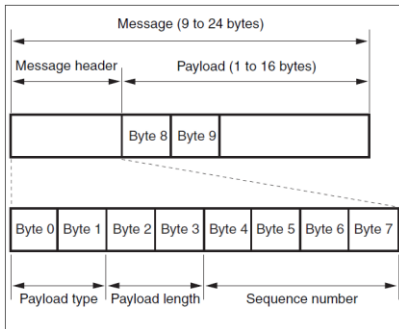 Message (9 to 24 bytes)
Message header Payload (1 to 16 bytes)
Byte 8 Byte 9
Byte 0 Byte 1 Byte 2 Byte 3 Byte 4 Byte 5 Byte 6 Byte 7
Payload type Payload length Sequence number